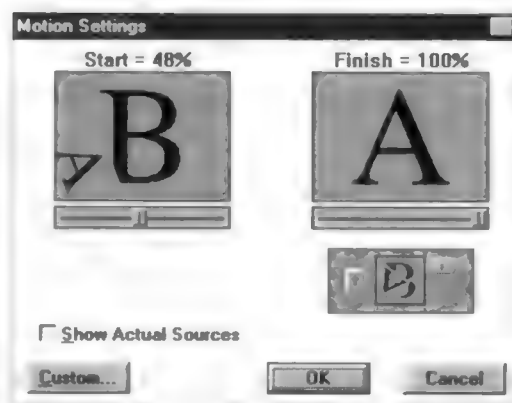 Motion Settings
Start = 48% Finish = 100%
B A
A
B
Show Actual Sources
Custom... OK Cancel